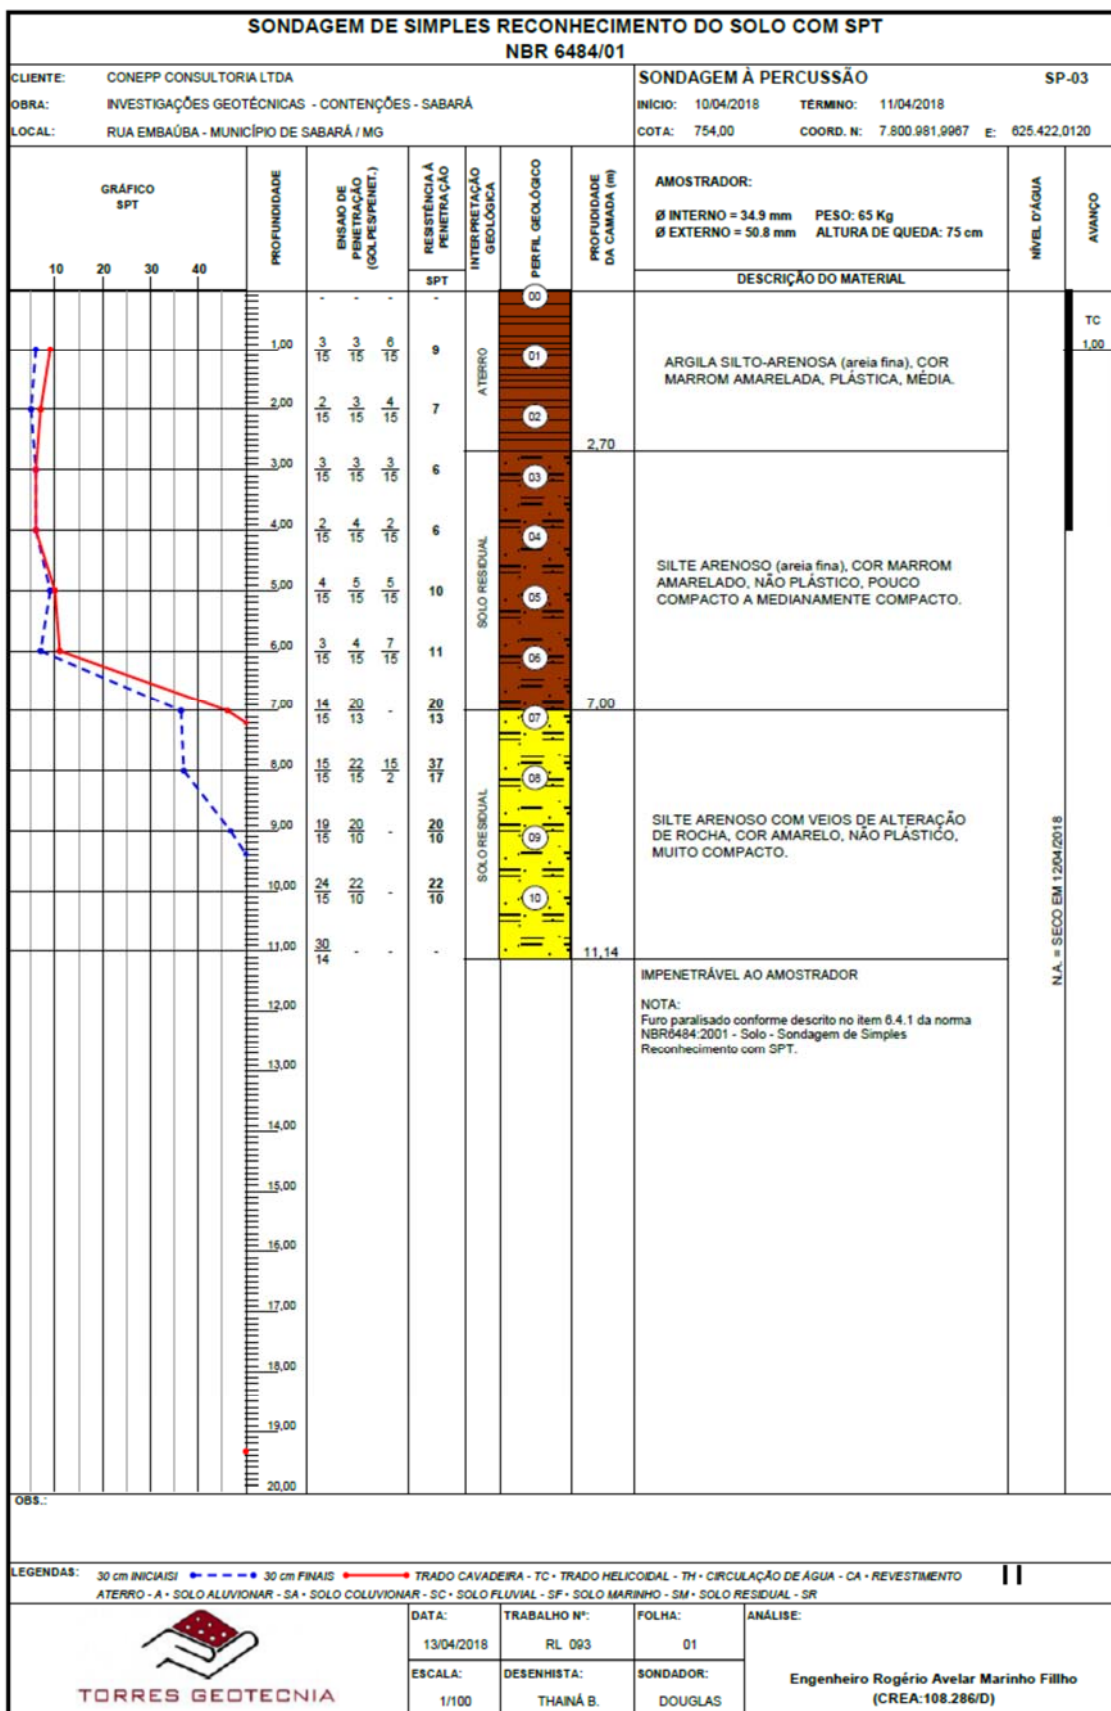 SONDAGEM DE SIMPLES RECONHECIMENTO DO SOLO COM SPT
NBR 6484/01
CLIENTE: CONEPP CONSULTORIA LTDA
OBRA: INVESTIGAÇÕES GEOTÉCNICAS - CONTENÇÕES - SABARÁ
LOCAL: RUA EMBAÚBA - MUNICÍPIO DE SABARÁ / MG
SONDAGEM À PERCUSSÃO SP-03
INÍCIO: 10/04/2018 TÉRMINO: 11/04/2018
COTA: 754,00 COORD. N: 7.800.981,9967 E: 625.422,0120
GRÁFICO
SPT
10 20 30 40
PROFUNDIDADE
ENSAIO DE
PENETRAÇÃO
(GOLPES/PENET.)
RESISTÊNCIA À
PENETRAÇÃO
SPT
INTERPRETAÇÃO
GEOLÓGICA
PERFIL GEOLÓGICO
PROFUDIDADE
DA CAMADA (m)
AMOSTRADOR:
Ø INTERNO = 34.9 mm PESO: 65 Kg
Ø EXTERNO = 50.8 mm ALTURA DE QUEDA: 75 cm
DESCRIÇÃO DO MATERIAL
NÍVEL D'ÁGUA
AVANÇO
- - - - 00
TC
1,00
1,00 3/15 3/15 6/15 9 01
2,00 2/15 3/15 4/15 7 02
ATERRO
2,70
ARGILA SILTO-ARENOSA (areia fina), COR
MARROM AMARELADA, PLÁSTICA, MÉDIA.
3,00 3/15 3/15 3/15 6 03
4,00 2/15 4/15 2/15 6 04
5,00 4/15 5/15 5/15 10 05
6,00 3/15 4/15 7/15 11 06
SOLO RESIDUAL
7,00
SILTE ARENOSO (areia fina), COR MARROM
AMARELADO, NÃO PLÁSTICO, POUCO
COMPACTO A MEDIANAMENTE COMPACTO.
7,00 14/15 20/13 - 20/13 07
8,00 15/15 22/15 15/2 37/17 08
9,00 19/15 20/10 - 20/10 09
10,00 24/15 22/10 - 22/10 10
11,00 30/14 - - -
SOLO RESIDUAL
11,14
SILTE ARENOSO COM VEIOS DE ALTERAÇÃO
DE ROCHA, COR AMARELO, NÃO PLÁSTICO,
MUITO COMPACTO.
N.A. = SECO EM 12/04/2018
IMPENETRÁVEL AO AMOSTRADOR
NOTA:
Furo paralisado conforme descrito no item 6.4.1 da norma
NBR6484:2001 - Solo - Sondagem de Simples
Reconhecimento com SPT.
12,00
13,00
14,00
15,00
16,00
17,00
18,00
19,00
20,00
OBS.:
LEGENDAS: 30 cm INICIAISI 30 cm FINAIS TRADO CAVADEIRA - TC • TRADO HELICOIDAL - TH • CIRCULAÇÃO DE ÁGUA - CA • REVESTIMENTO
ATERRO - A • SOLO ALUVIONAR - SA • SOLO COLUVIONAR - SC • SOLO FLUVIAL - SF • SOLO MARINHO - SM • SOLO RESIDUAL - SR
TORRES GEOTECNIA
DATA: 13/04/2018
TRABALHO Nº: RL 093
FOLHA: 01
ANÁLISE:
ESCALA: 1/100
DESENHISTA: THAINÁ B.
SONDADOR: DOUGLAS
Engenheiro Rogério Avelar Marinho Fillho
(CREA:108.286/D)